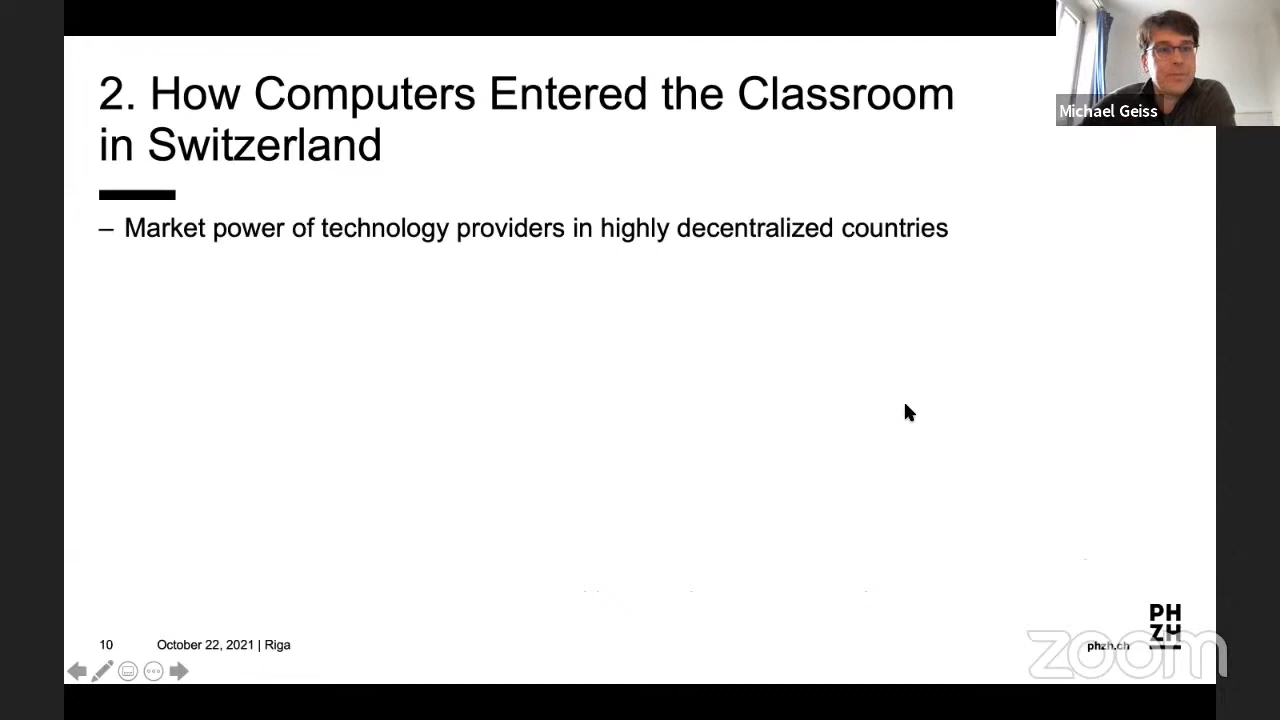 2. How Computers Entered the Classroom
in Switzerland
– Market power of technology providers in highly decentralized countries
Michael Geiss
10 October 22, 2021 | Riga
phzh.ch
PH
ZH
zoom